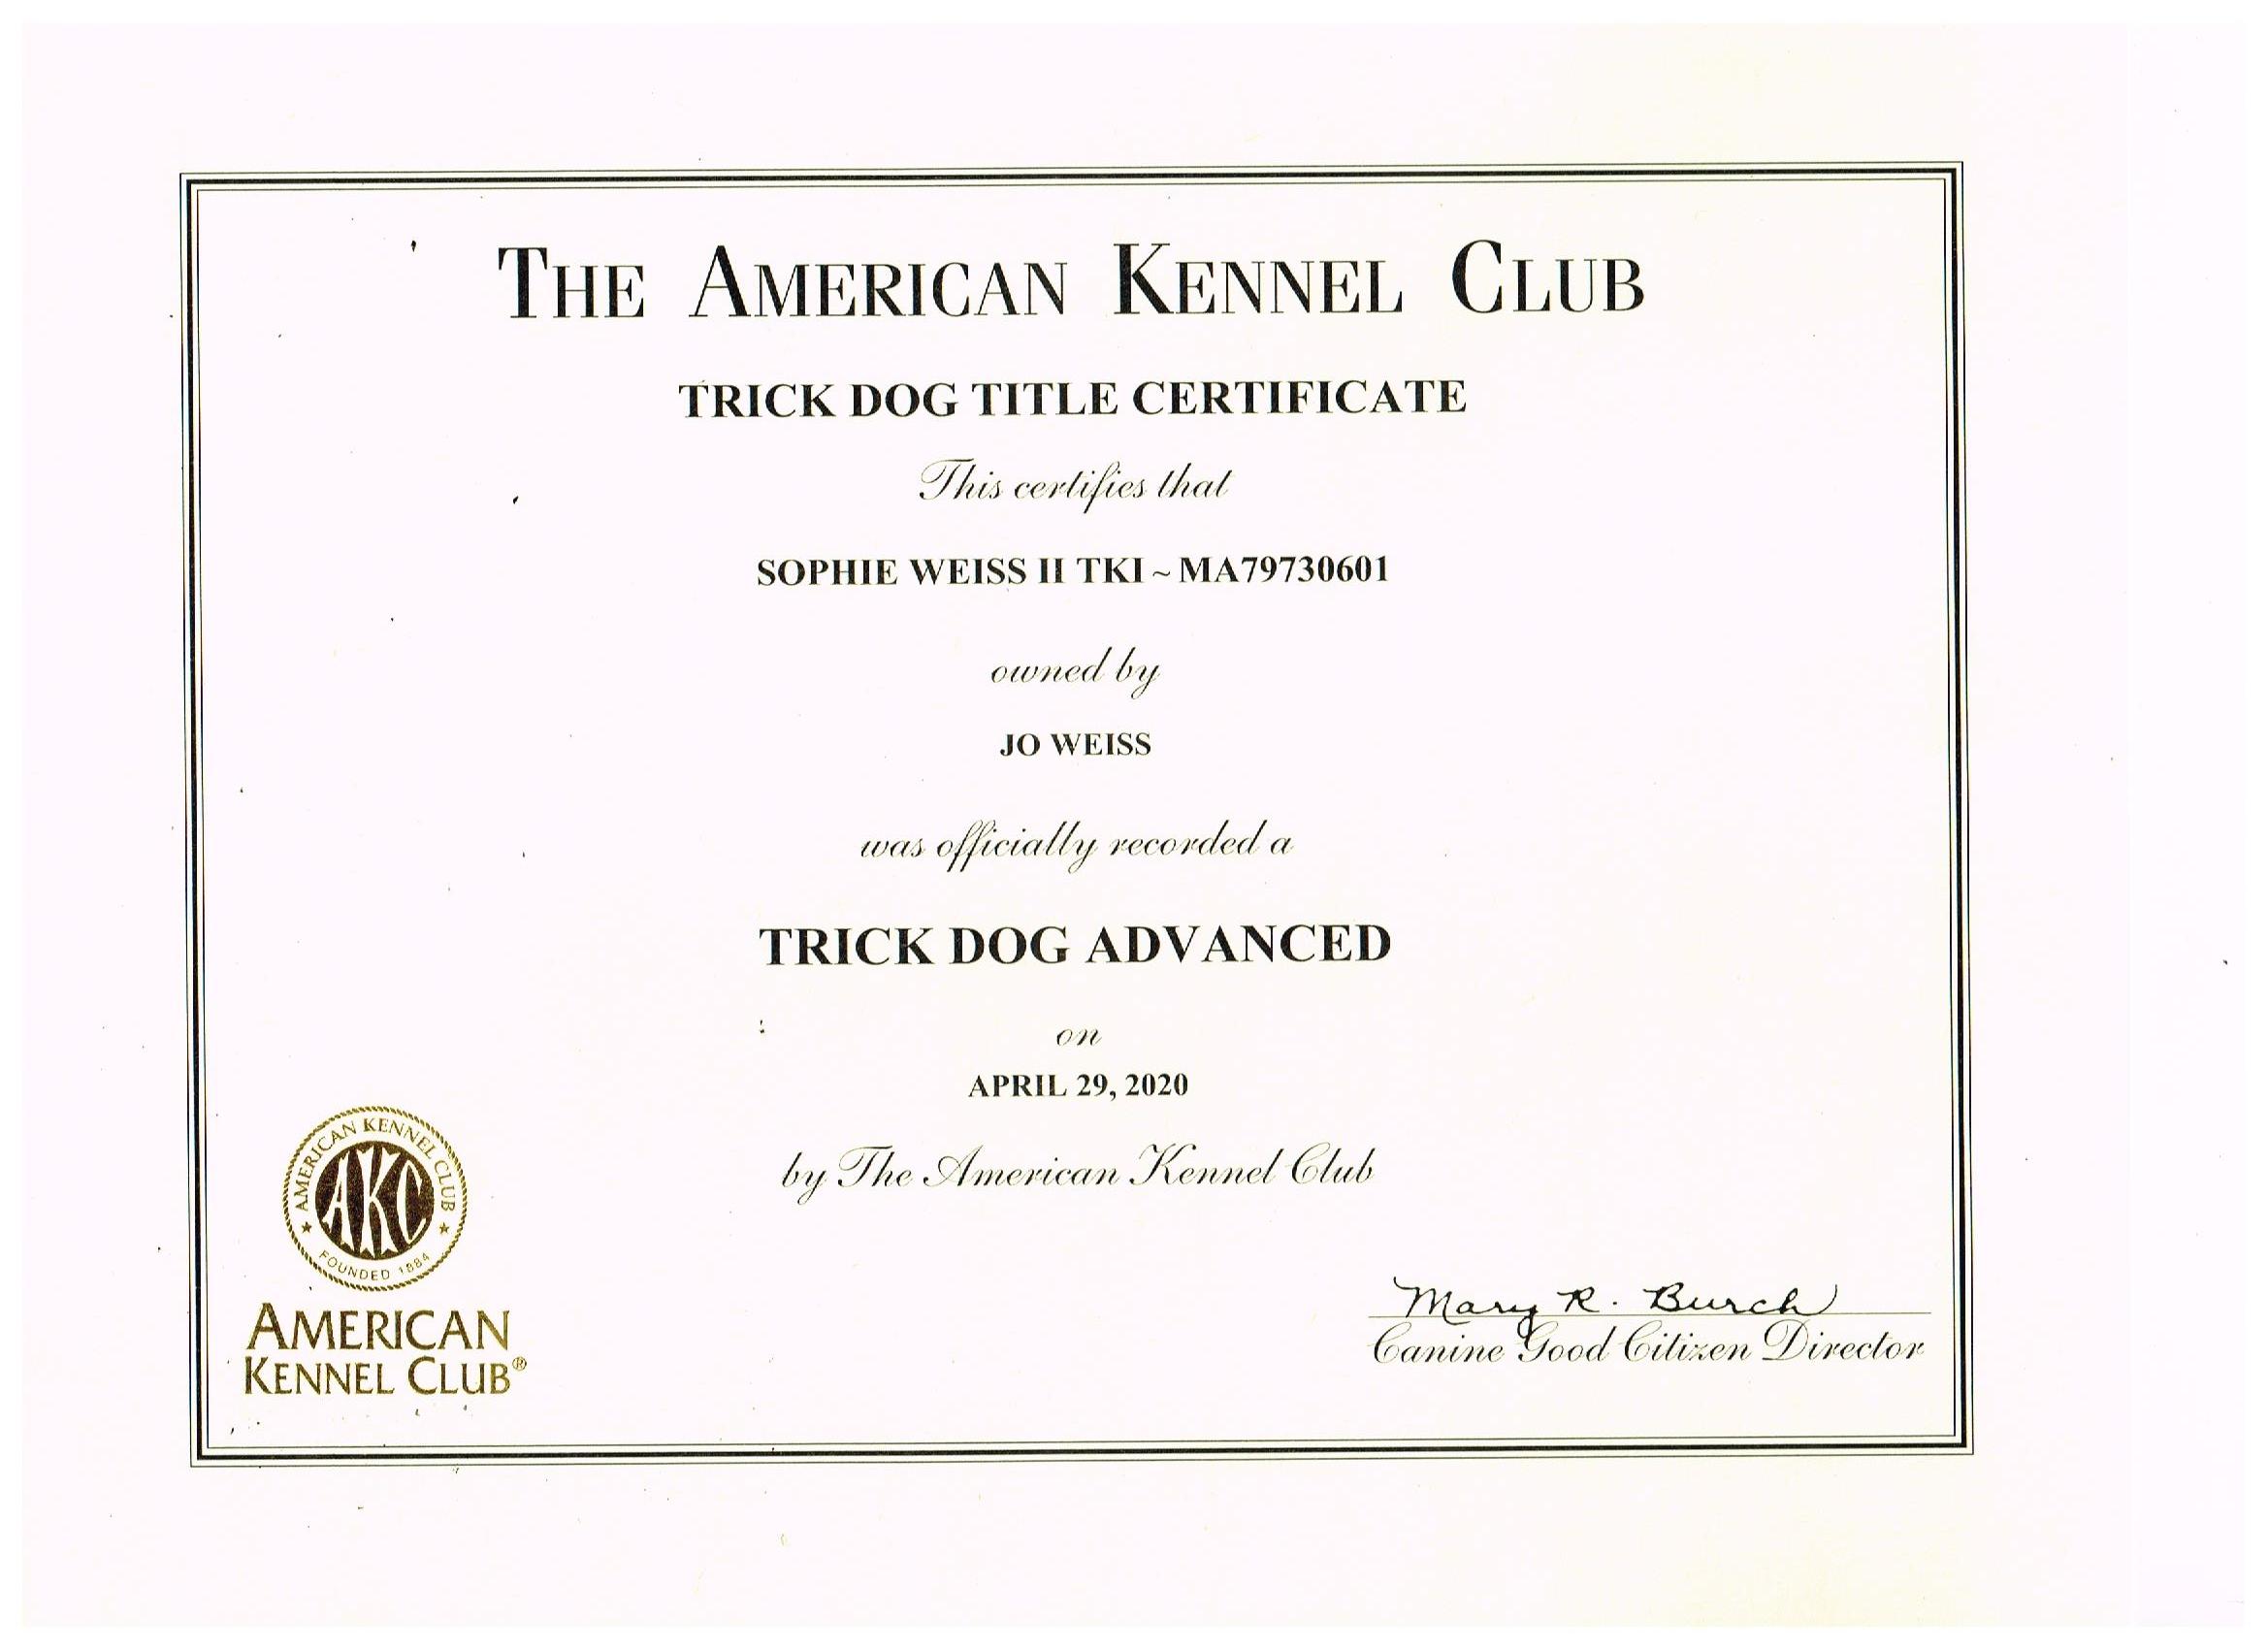 THE AMERICAN KENNEL CLUB
TRICK DOG TITLE CERTIFICATE
This certifies that
SOPHIE WEISS II TKI ~ MA79730601
owned by
JO WEISS
was officially recorded a
TRICK DOG ADVANCED
on
APRIL 29, 2020
by The American Kennel Club
AMERICAN KENNEL CLUB
AKC
FOUNDED 1884
AMERICAN
KENNEL CLUB®
Mary R. Burch
Canine Good Citizen Director